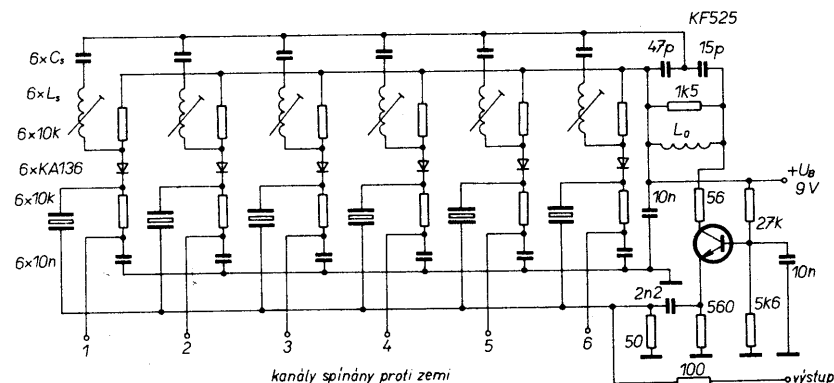 KF525
6×Cs
47p 15p
6×Ls
1k5
6×10k
L0
6×KA136
+UB
9V
6×10k
10n
56
27k
6×10n
2n2
560
5k6
10n
50
1 2 3 4 5 6
100
kanály spínány proti zemi
výstup